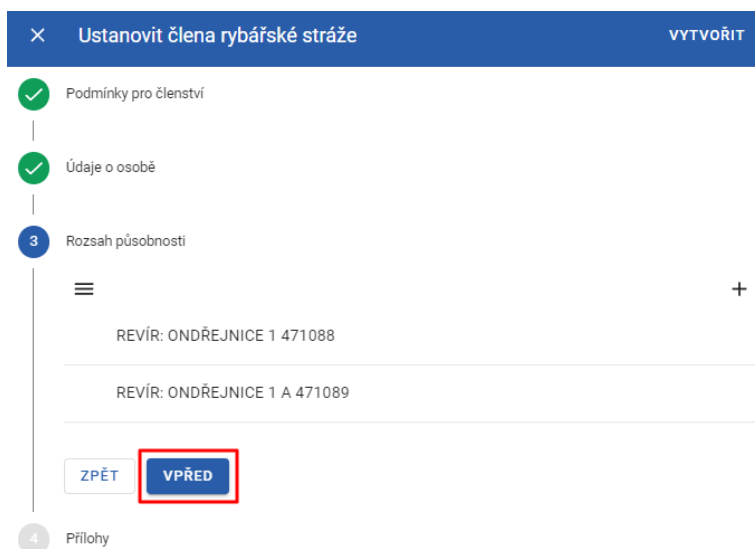 Ustanovit člena rybářské stráže
VYTVOŘIT
Podmínky pro členství
Údaje o osobě
3 Rozsah působnosti
REVÍR: ONDŘEJNICE 1 471088
REVÍR: ONDŘEJNICE 1 A 471089
ZPĚT VPŘED
4 Přílohy